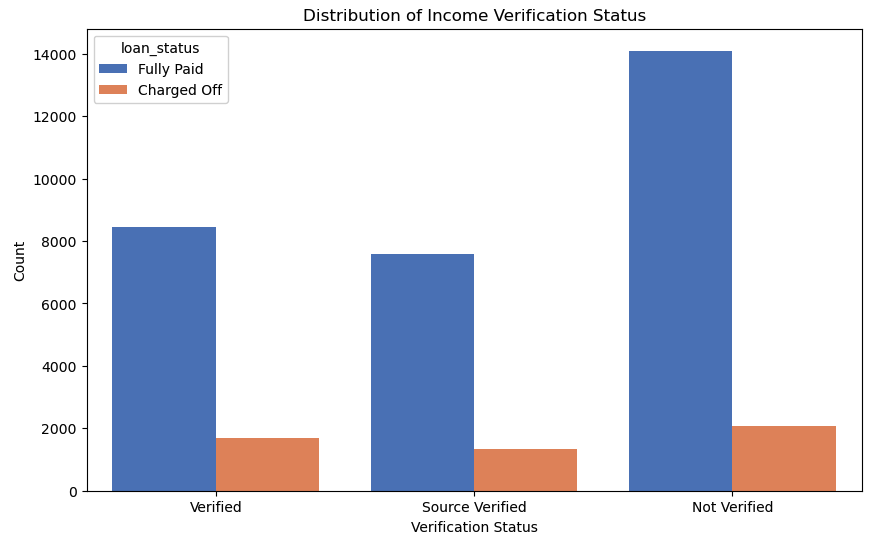 Distribution of Income Verification Status
loan_status
Fully Paid
Charged Off
14000
12000
10000
8000
6000
4000
2000
0
Count
Verified
Source Verified
Not Verified
Verification Status